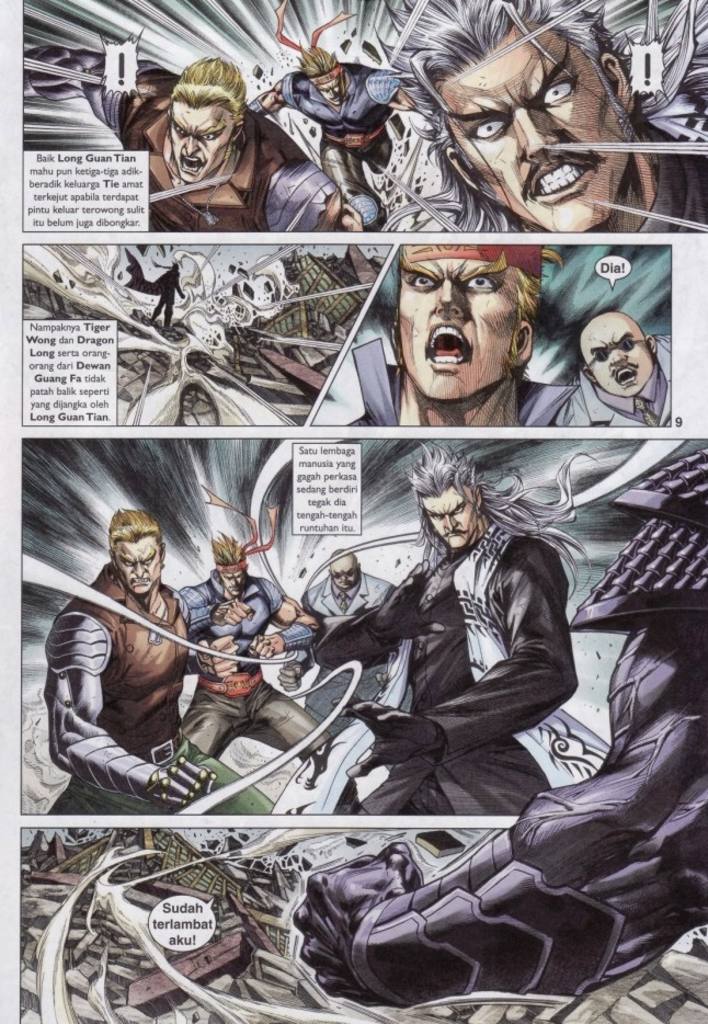 !
!
Baik Long Guan Tian
mahu pun ketiga-tiga adik-
beradik keluarga Tie amat
terkejut apabila terdapat
pintu keluar terowong sulit
itu belum juga dibongkar.
Nampaknya Tiger
Wong dan Dragon
Long serta orang-
orang dari Dewan
Guang Fa tidak
patah balik seperti
yang dijangka oleh
Long Guan Tian.
Dia!
9
Satu lembaga
manusia yang
gagah perkasa
sedang berdiri
tegak dia
tengah-tengah
runtuhan itu.
Sudah
terlambat
aku!